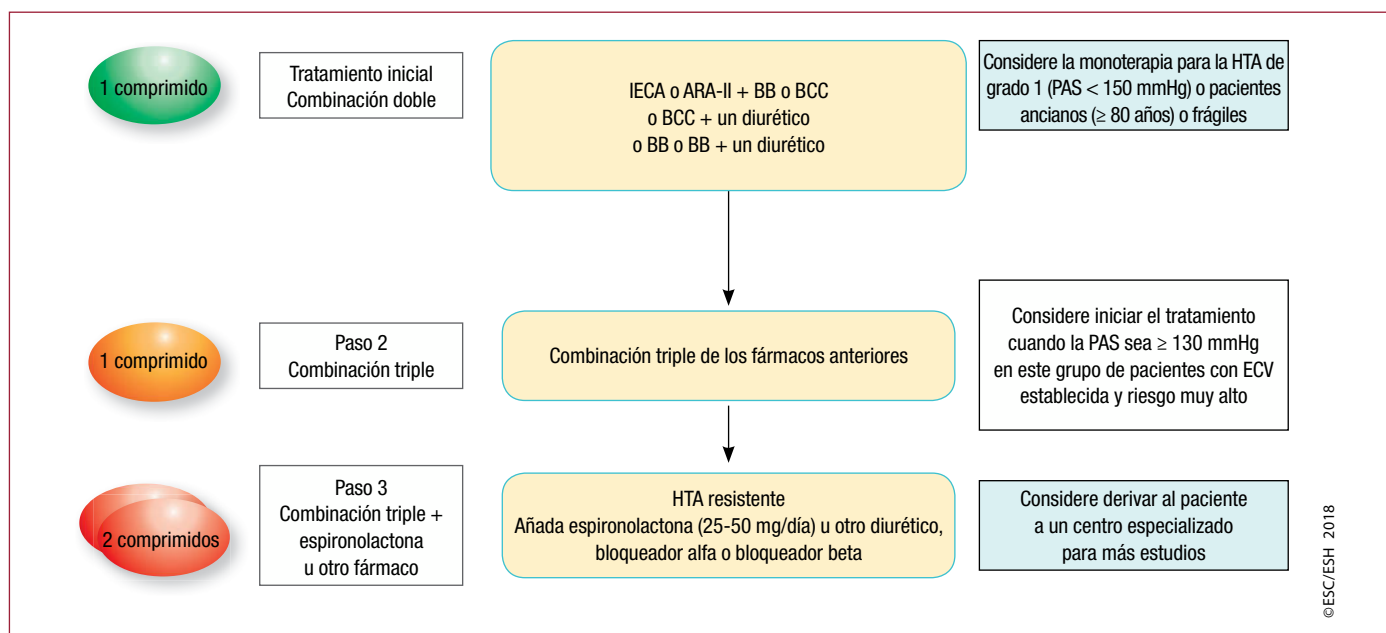 1 comprimido
Tratamiento inicial
Combinación doble
IECA o ARA-II + BB o BCC
o BCC + un diurético
o BB o BB + un diurético
Considere la monoterapia para la HTA de
grado 1 (PAS < 150 mmHg) o pacientes
ancianos (≥ 80 años) o frágiles
1 comprimido
Paso 2
Combinación triple
Combinación triple de los fármacos anteriores
Considere iniciar el tratamiento
cuando la PAS sea ≥ 130 mmHg
en este grupo de pacientes con ECV
establecida y riesgo muy alto
2 comprimidos
Paso 3
Combinación triple +
espironolactona
u otro fármaco
HTA resistente
Añada espironolactona (25-50 mg/día) u otro diurético,
bloqueador alfa o bloqueador beta
Considere derivar al paciente
a un centro especializado
para más estudios
©ESC/ESH 2018